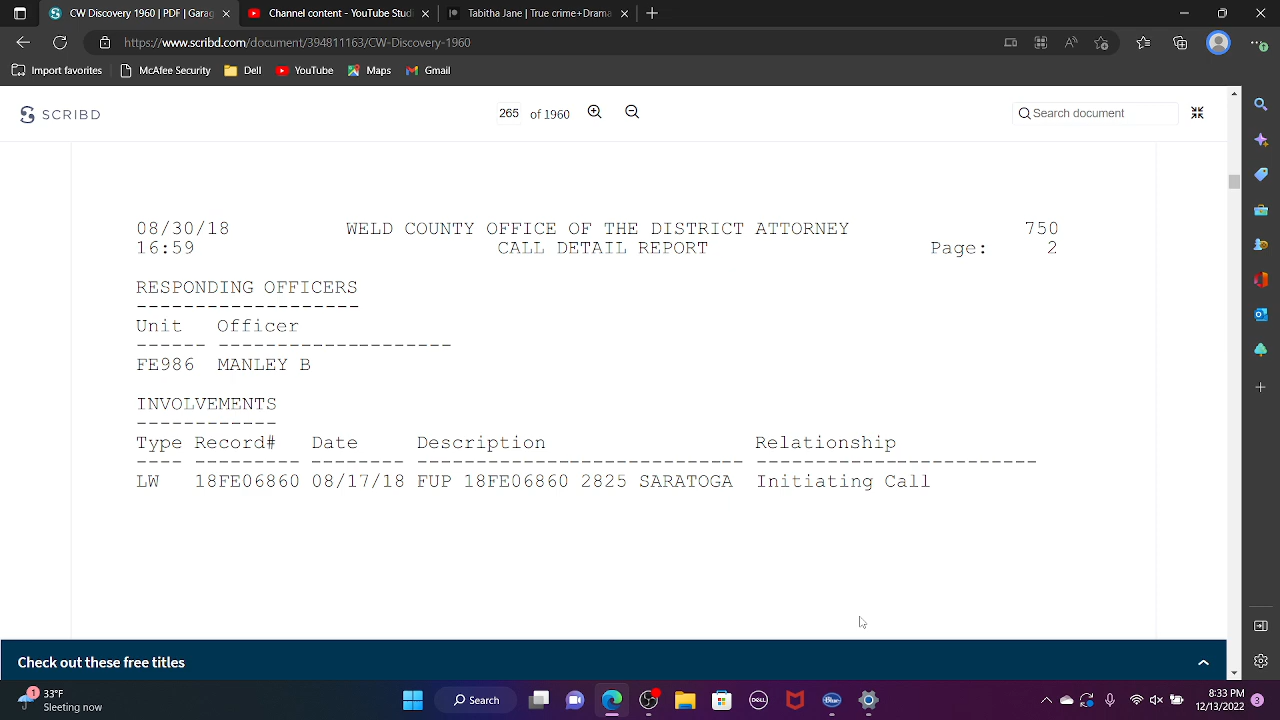 CW Discovery 1960 | PDF | Garag
Channel content - YouTube Stud
Tabitha Jane | True crime+Drama
https://www.scribd.com/document/394811163/CW-Discovery-1960
Import favorites
McAfee Security
Dell
YouTube
Maps
Gmail
SCRIBD
265 of 1960
Search document
08/30/18 WELD COUNTY OFFICE OF THE DISTRICT ATTORNEY 750
16:59 CALL DETAIL REPORT Page: 2
RESPONDING OFFICERS
-------------------
Unit Officer
------ --------------------
FE986 MANLEY B
INVOLVEMENTS
------------
Type Record# Date Description Relationship
---- --------- -------- ---------------------------- ------------------------
LW 18FE06860 08/17/18 FUP 18FE06860 2825 SARATOGA Initiating Call
Check out these free titles
1
33°F
Sleeting now
Search
DELL
Blue
8:33 PM
12/13/2022
3